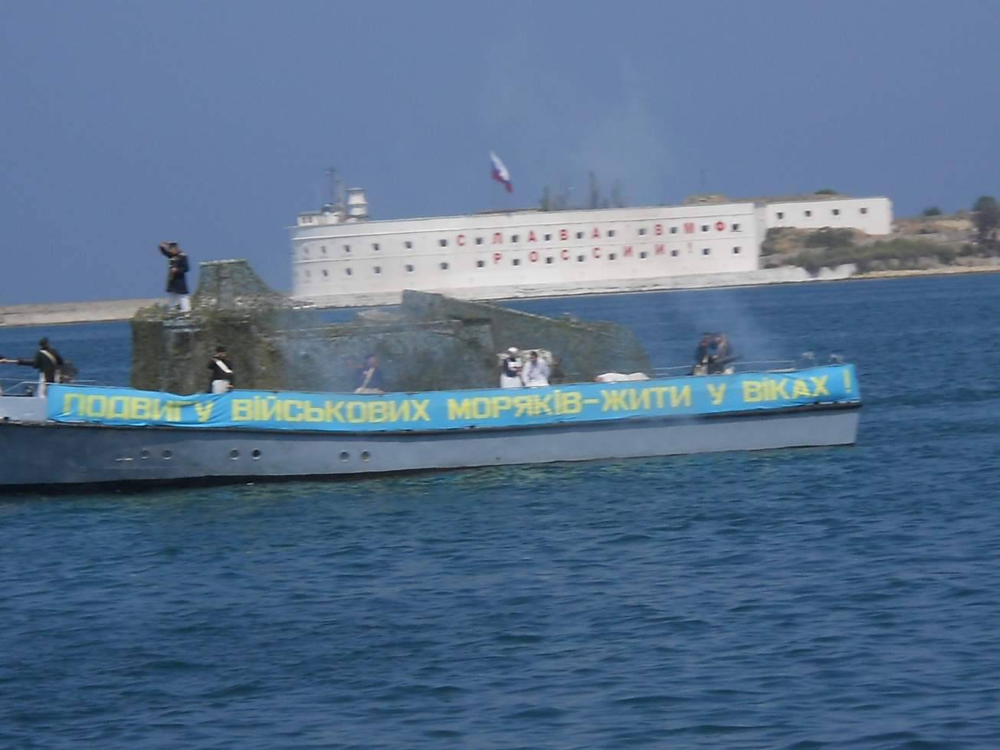 СЛАВА ВМФ
РОССИИ!
ПОДВИГУ ВІЙСЬКОВИХ МОРЯКІВ-ЖИТИ У ВІКАХ!